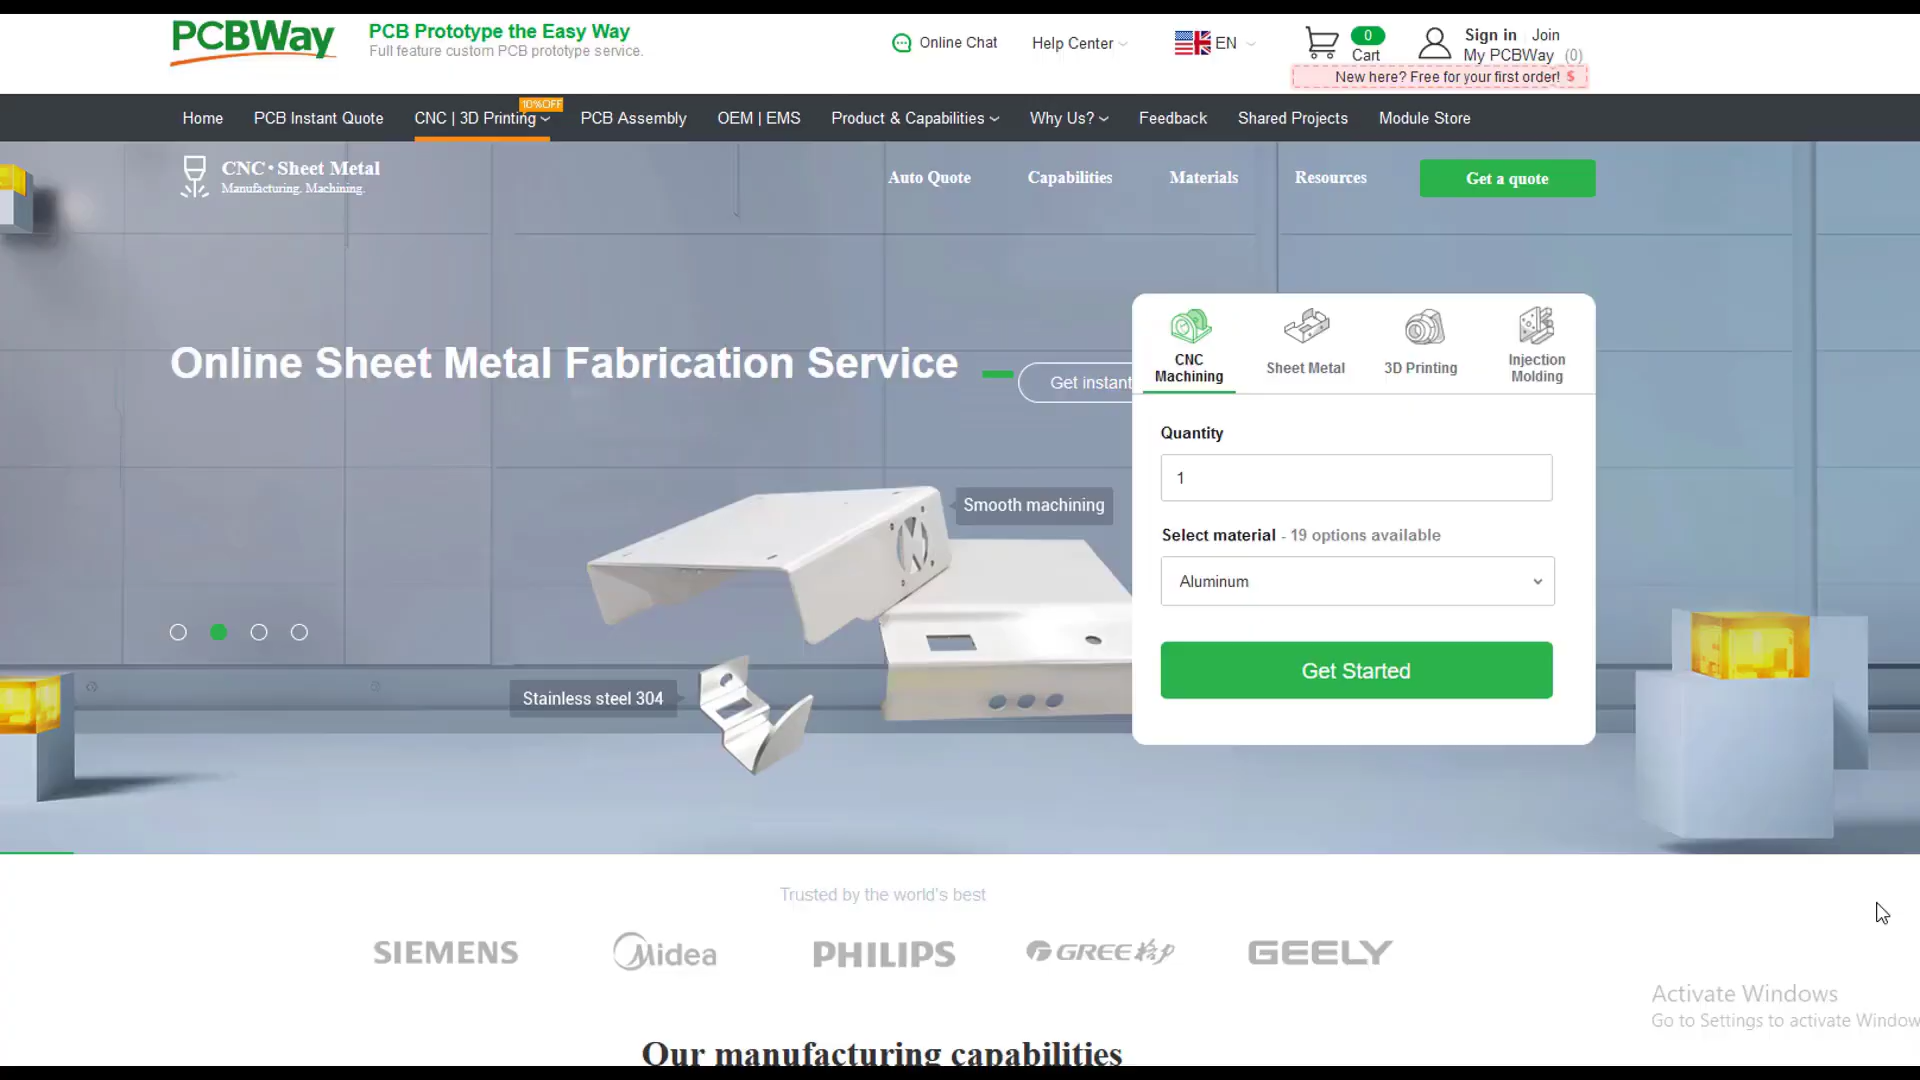 PCBWay
PCB Prototype the Easy Way
Full feature custom PCB prototype service.
Online Chat
Help Center
EN
0
Cart
Sign in Join
My PCBWay (0)
New here? Free for your first order! $
Home
PCB Instant Quote
CNC | 3D Printing
10%OFF
PCB Assembly
OEM | EMS
Product & Capabilities
Why Us?
Feedback
Shared Projects
Module Store
CNC·Sheet Metal
Manufacturing. Machining.
Auto Quote
Capabilities
Materials
Resources
Get a quote
Online Sheet Metal Fabrication Service
Get instant
Smooth machining
Stainless steel 304
CNC
Machining
Sheet Metal
3D Printing
Injection
Molding
Quantity
1
Select material - 19 options available
Aluminum
Get Started
Trusted by the world's best
SIEMENS
Midea
PHILIPS
GREE格力
GEELY
Our manufacturing capabilities
Activate Windows
Go to Settings to activate Window